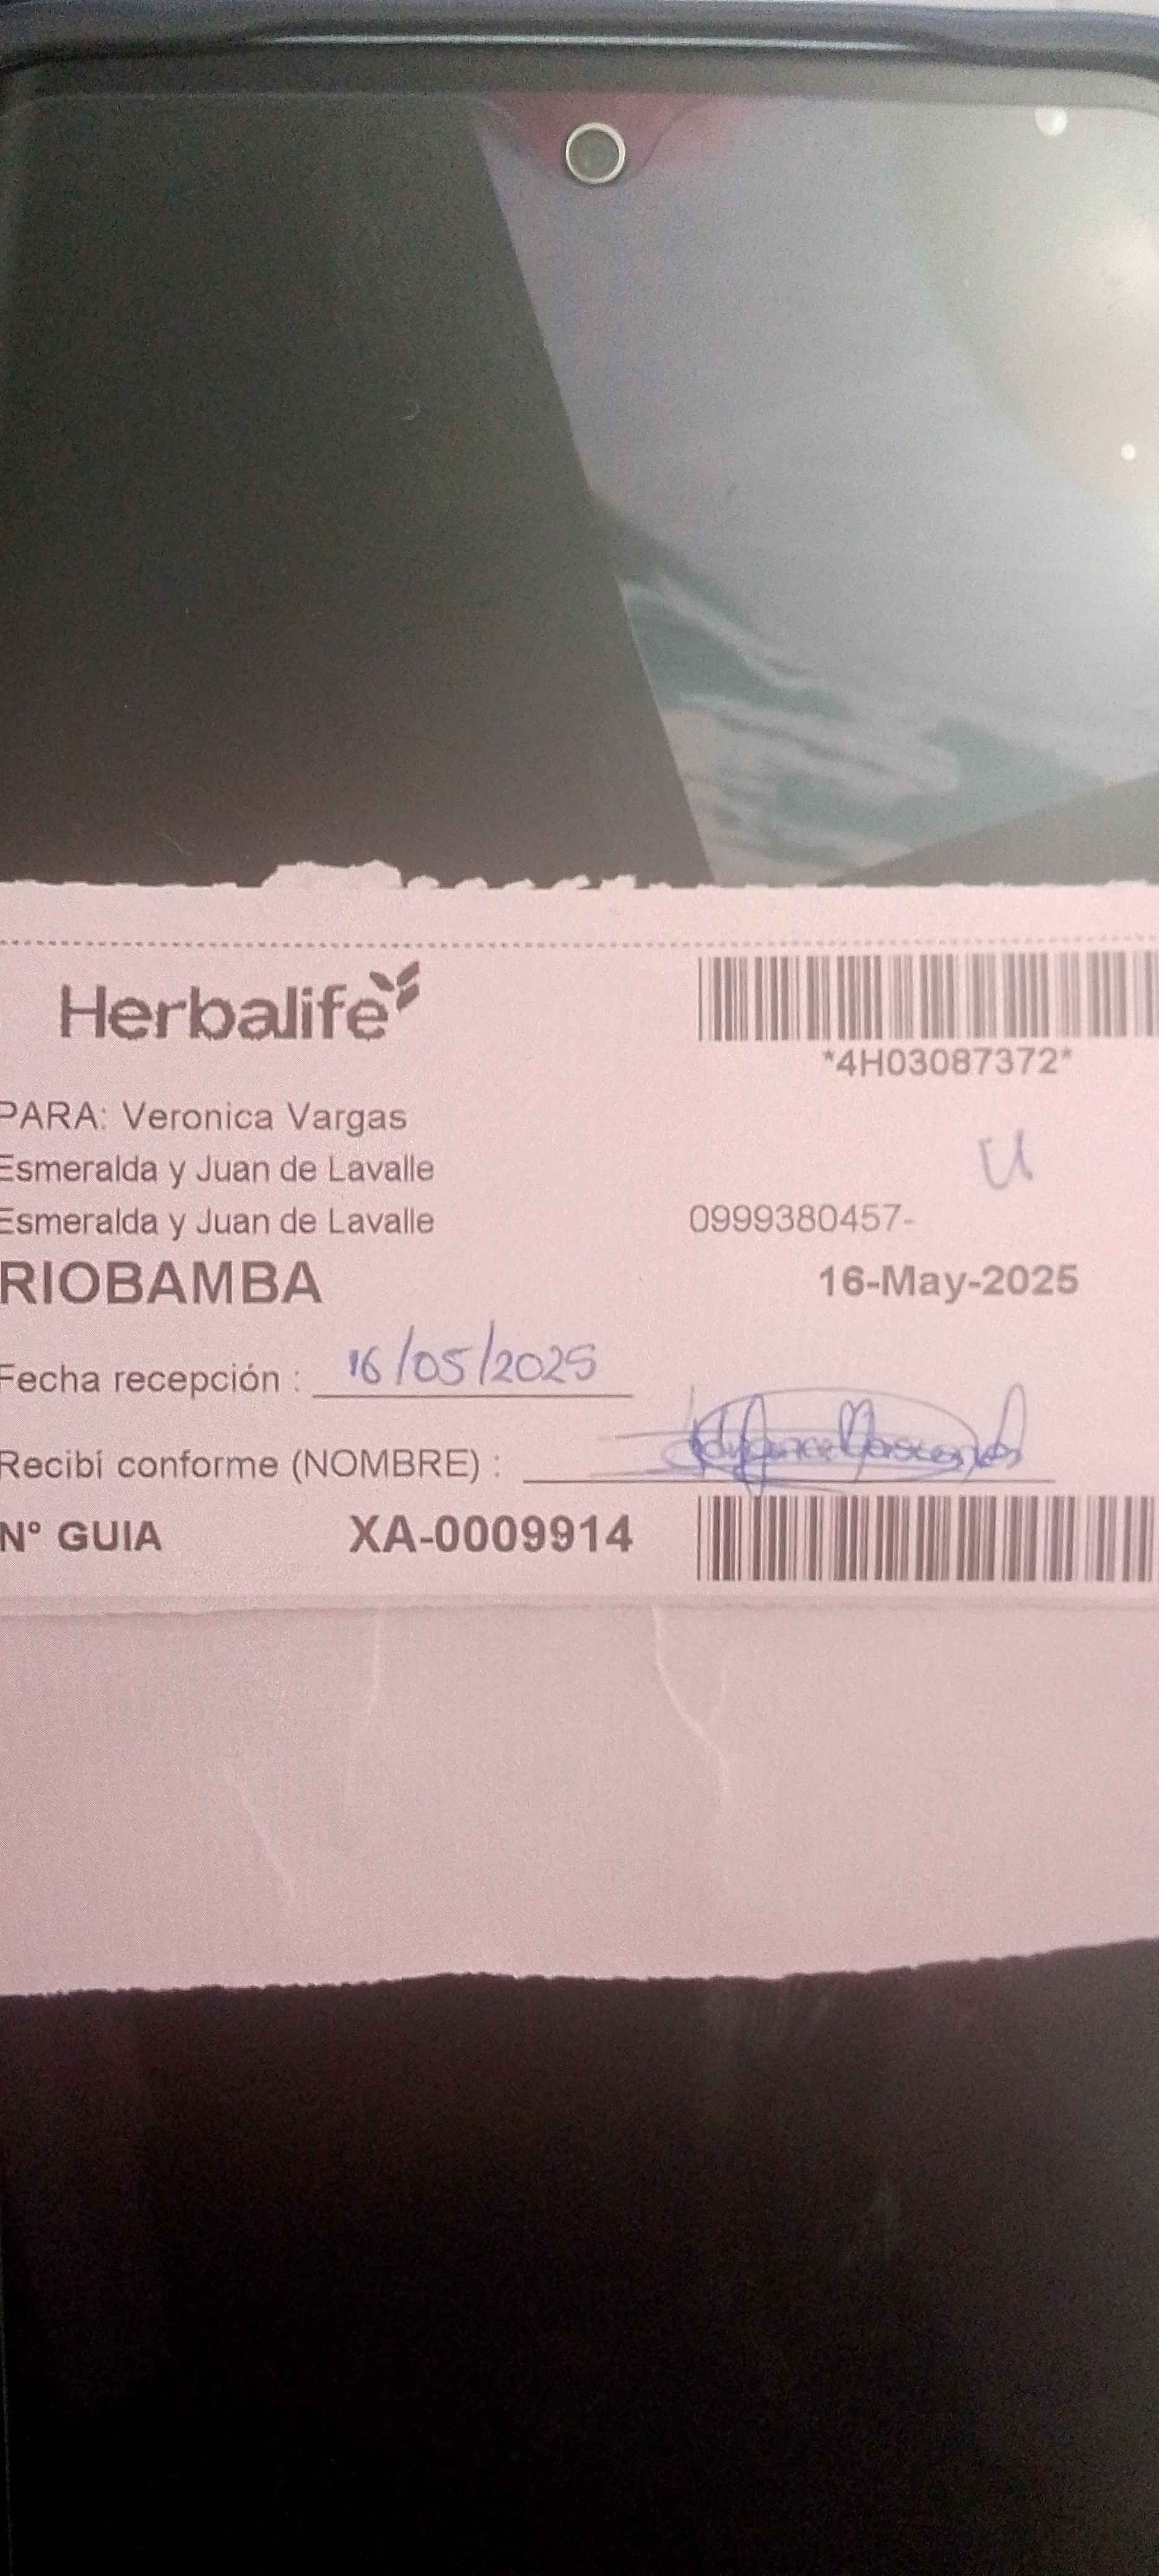 Herbalife
*4H03087372*
PARA: Veronica Vargas
Esmeralda y Juan de Lavalle
U
Esmeralda y Juan de Lavalle 0999380457-
RIOBAMBA 16-May-2025
Fecha recepción : 16/05/2025
Recibí conforme (NOMBRE) :
N° GUIA XA-0009914